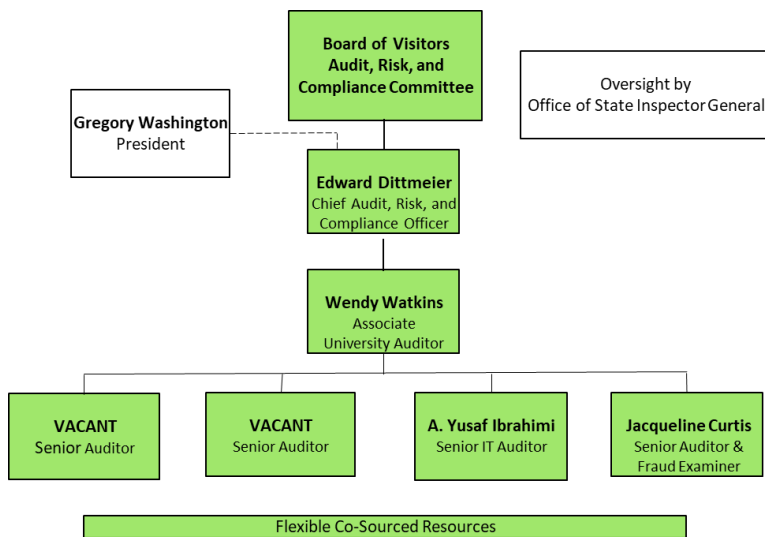 Board of Visitors
Audit, Risk, and
Compliance Committee
Oversight by
Office of State Inspector General
Gregory Washington
President
Edward Dittmeier
Chief Audit, Risk, and
Compliance Officer
Wendy Watkins
Associate
University Auditor
VACANT
Senior Auditor
VACANT
Senior Auditor
A. Yusaf Ibrahimi
Senior IT Auditor
Jacqueline Curtis
Senior Auditor &
Fraud Examiner
Flexible Co-Sourced Resources